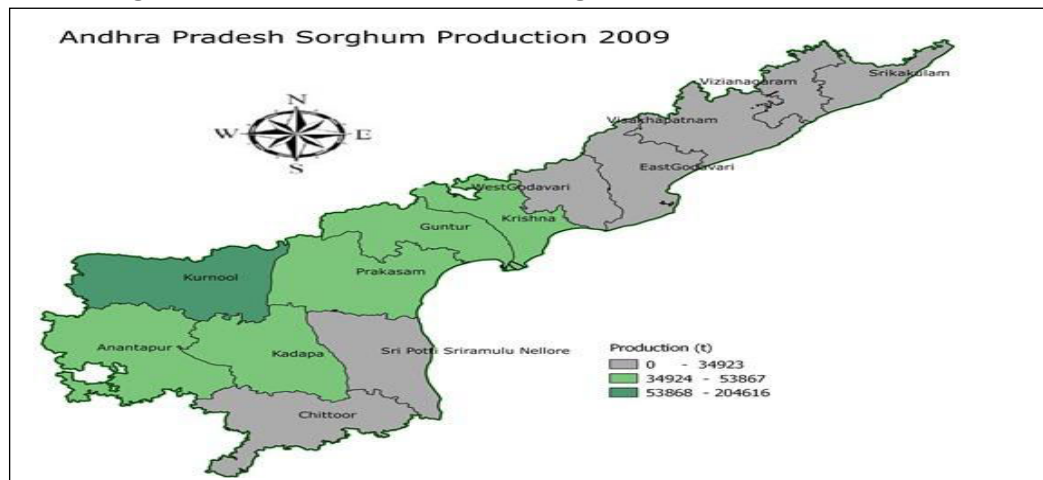 Andhra Pradesh Sorghum Production 2009
N
W E
S
Vizianagaram
Srikakulam
Visakhapatnam
EastGodavari
WestGodavari
Krishna
Guntur
Prakasam
Kurnool
Anantapur
Kadapa
Sri Potti Sriramulu Nellore
Chittoor
Production (t)
0 - 34923
34924 - 53867
53868 - 204616